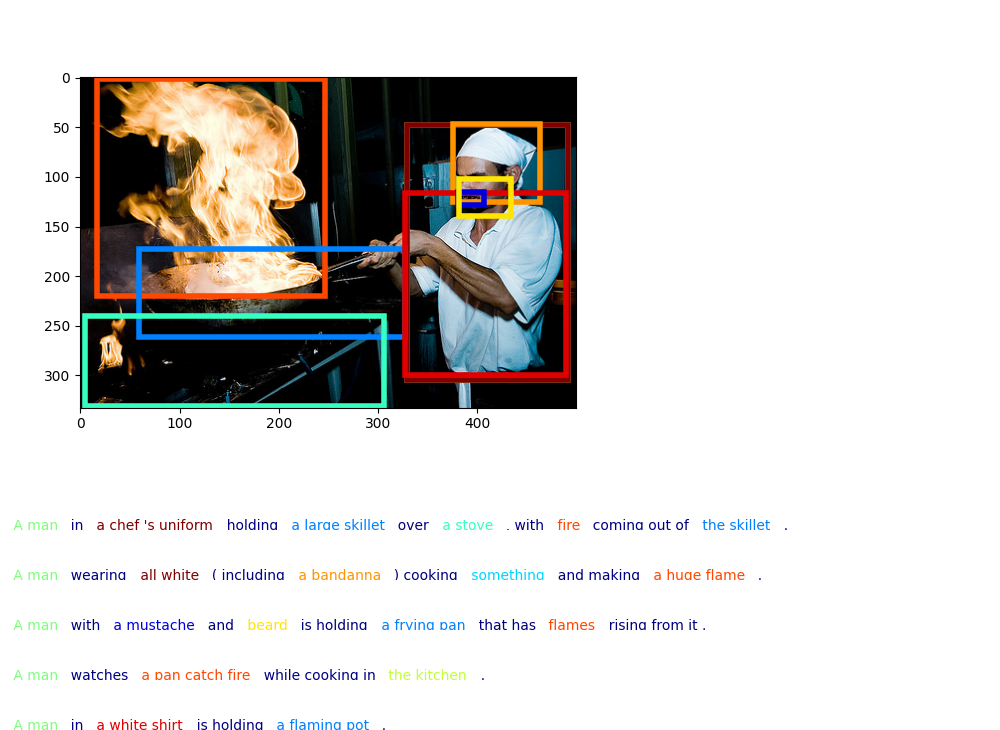 0
50
100
150
200
250
300
0 100 200 300 400
A man in a chef 's uniform holding a large skillet over a stove , with fire coming out of the skillet .
A man wearing all white ( including a bandanna ) cooking something and making a huge flame .
A man with a mustache and beard is holding a frying pan that has flames rising from it .
A man watches a pan catch fire while cooking in the kitchen .
A man in a white shirt is holding a flaming pot .